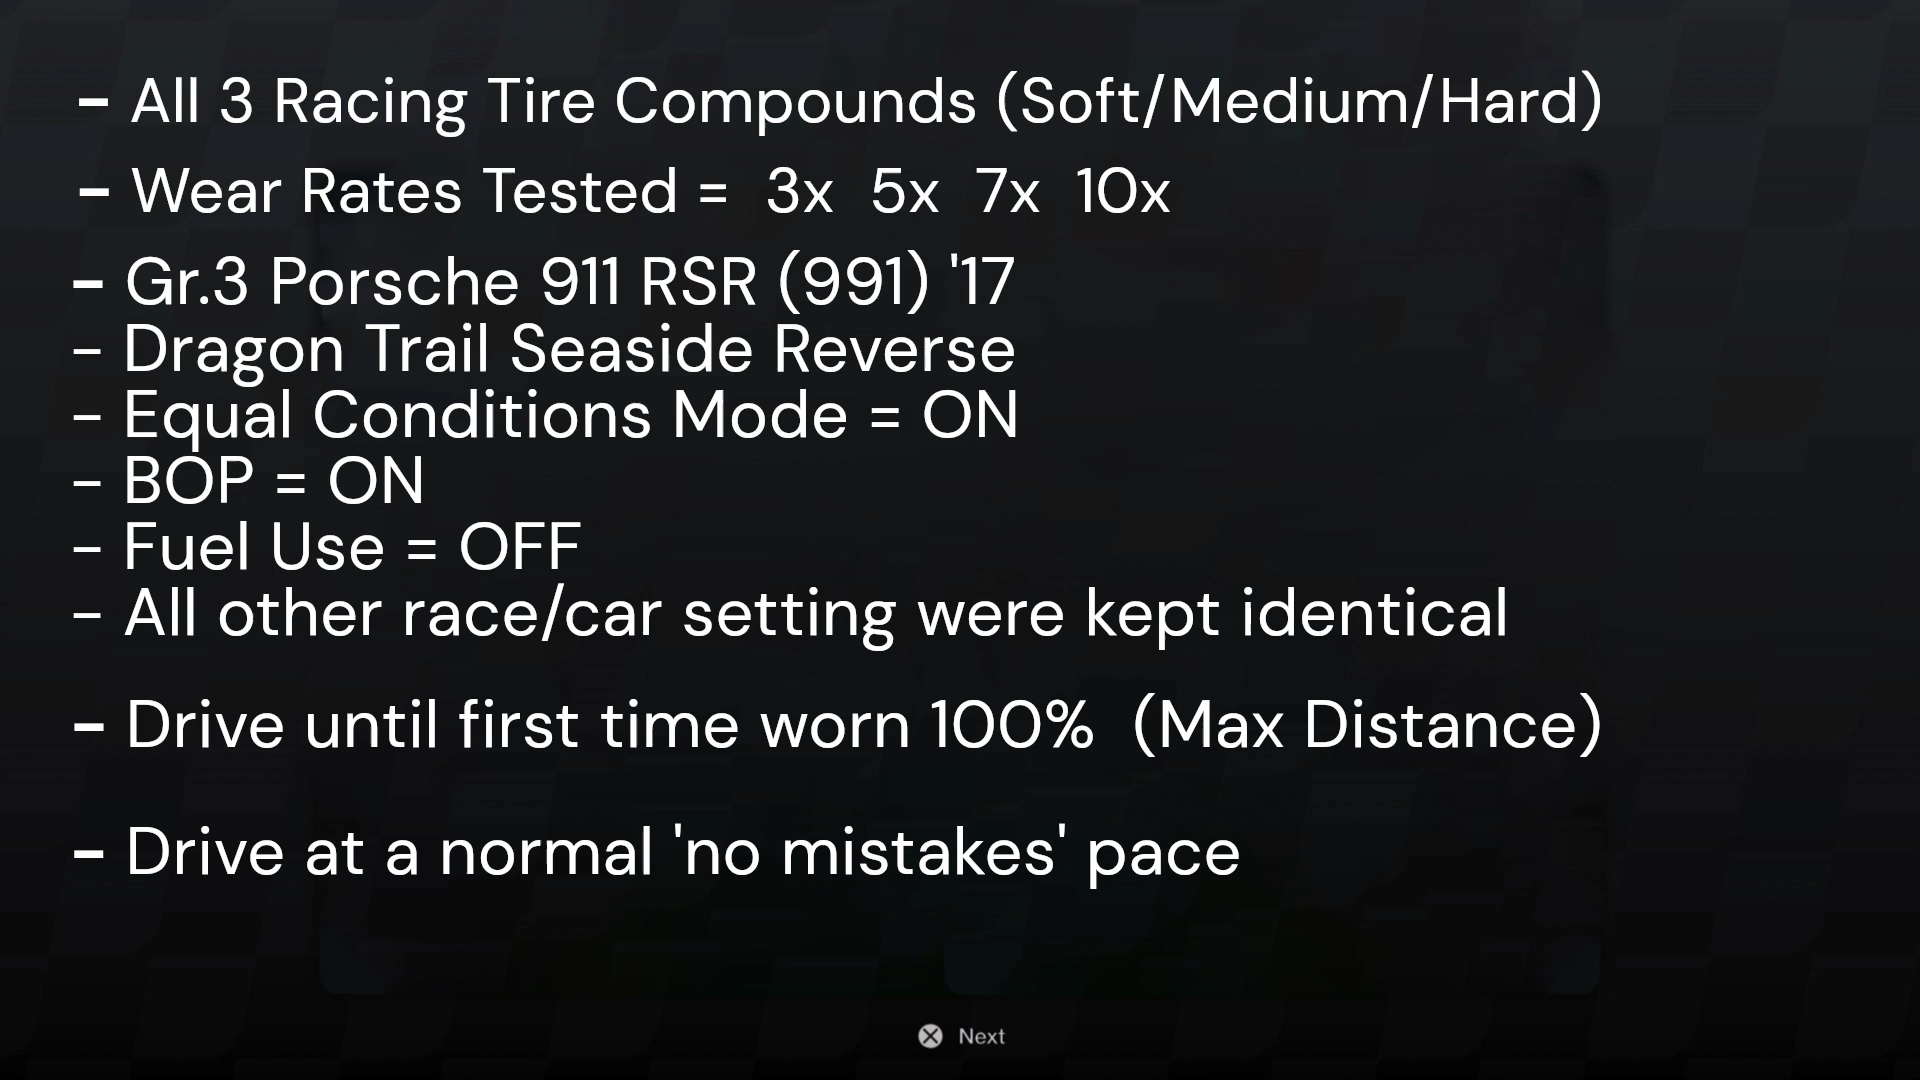 - All 3 Racing Tire Compounds (Soft/Medium/Hard)
- Wear Rates Tested = 3x 5x 7x 10x
- Gr.3 Porsche 911 RSR (991) '17
- Dragon Trail Seaside Reverse
- Equal Conditions Mode = ON
- BOP = ON
- Fuel Use = OFF
- All other race/car setting were kept identical
- Drive until first time worn 100% (Max Distance)
- Drive at a normal 'no mistakes' pace
Next